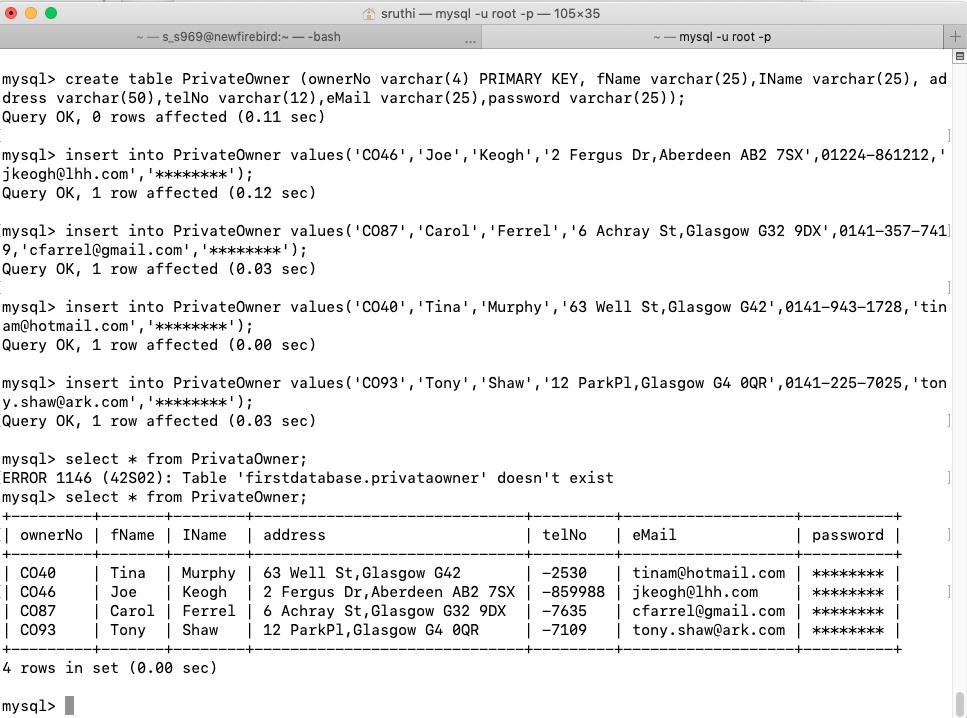 sruthi — mysql -u root -p — 105×35
~ — s_s969@newfirebird:~ — -bash ...
~ — mysql -u root -p
mysql> create table PrivateOwner (ownerNo varchar(4) PRIMARY KEY, fName varchar(25),IName varchar(25), ad
dress varchar(50),telNo varchar(12),eMail varchar(25),password varchar(25));
Query OK, 0 rows affected (0.11 sec)
mysql> insert into PrivateOwner values('CO46','Joe','Keogh','2 Fergus Dr,Aberdeen AB2 7SX',01224-861212,'
jkeogh@lhh.com','********');
Query OK, 1 row affected (0.12 sec)
mysql> insert into PrivateOwner values('CO87','Carol','Ferrel','6 Achray St,Glasgow G32 9DX',0141-357-741
9,'cfarrel@gmail.com','********');
Query OK, 1 row affected (0.03 sec)
mysql> insert into PrivateOwner values('CO40','Tina','Murphy','63 Well St,Glasgow G42',0141-943-1728,'tin
am@hotmail.com','********');
Query OK, 1 row affected (0.00 sec)
mysql> insert into PrivateOwner values('CO93','Tony','Shaw','12 ParkPl,Glasgow G4 0QR',0141-225-7025,'ton
y.shaw@ark.com','********');
Query OK, 1 row affected (0.03 sec)
mysql> select * from PrivataOwner;
ERROR 1146 (42S02): Table 'firstdatabase.privataowner' doesn't exist
mysql> select * from PrivateOwner;
+---------+-------+--------+------------------------------+---------+--------------------+----------+
| ownerNo | fName | IName  | address                      | telNo   | eMail              | password |
+---------+-------+--------+------------------------------+---------+--------------------+----------+
| CO40    | Tina  | Murphy | 63 Well St,Glasgow G42       | -2530   | tinam@hotmail.com | ******** |
| CO46    | Joe   | Keogh  | 2 Fergus Dr,Aberdeen AB2 7SX | -859988 | jkeogh@lhh.com    | ******** |
| CO87    | Carol | Ferrel | 6 Achray St,Glasgow G32 9DX  | -7635   | cfarrel@gmail.com | ******** |
| CO93    | Tony  | Shaw   | 12 ParkPl,Glasgow G4 0QR     | -7109   | tony.shaw@ark.com | ******** |
+---------+-------+--------+------------------------------+---------+--------------------+----------+
4 rows in set (0.00 sec)
mysql>